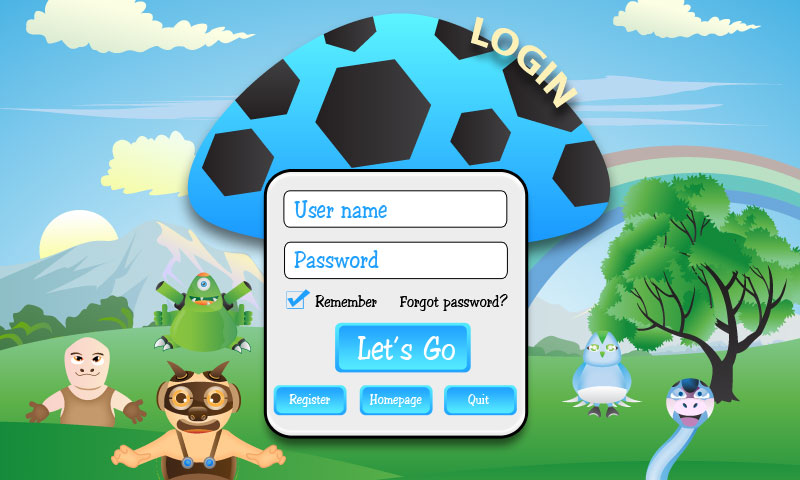 LOGIN
User name
Password
Remember Forgot password?
Let's Go
Register Homepage Quit